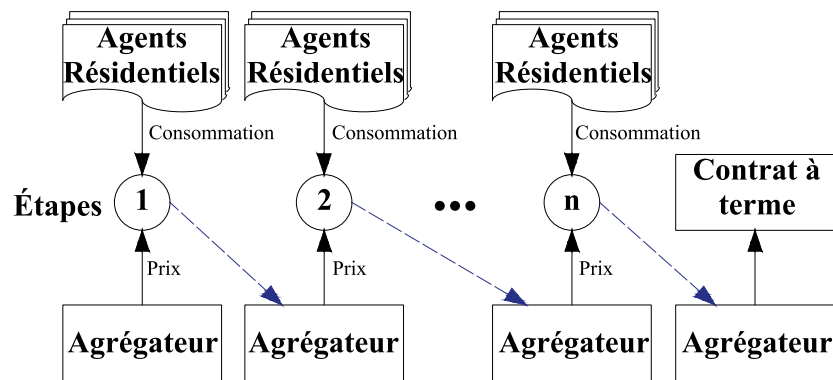 Agents
Résidentiels
Agents
Résidentiels
Agents
Résidentiels
Consommation
Consommation
Consommation
Étapes
1
2
•••
n
Contrat à
terme
Prix
Prix
Prix
Agrégateur
Agrégateur
Agrégateur
Agrégateur